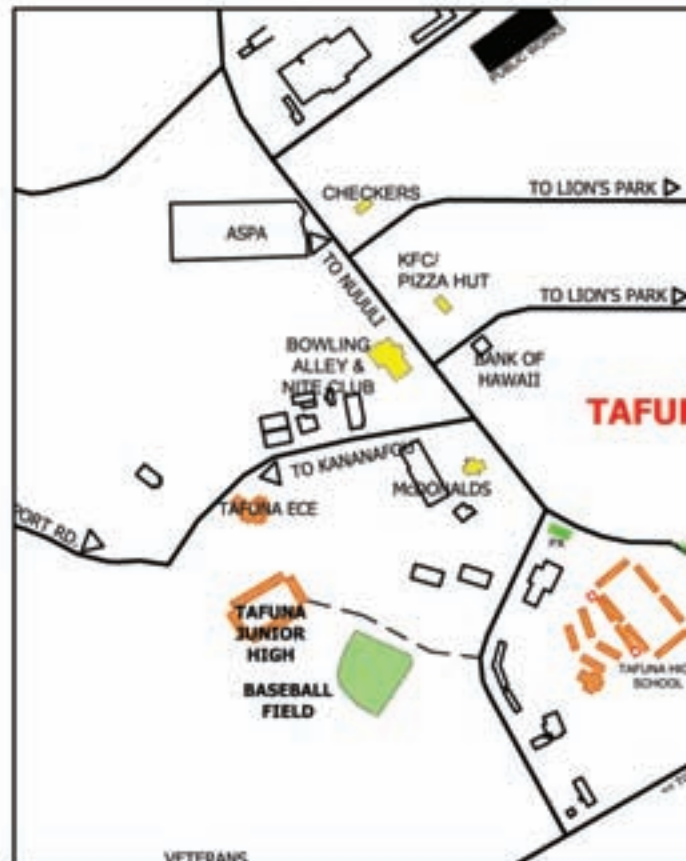 PUBLIC WORKS
CHECKERS
TO LION'S PARK
ASPA
TO NUUULI
KFC/
PIZZA HUT
TO LION'S PARK
BOWLING
ALLEY &
NITE CLUB
BANK OF
HAWAII
TAFU
TO KANANAFOU
McDONALDS
TAFUNA ECE
PORT RD.
PX
TAFUNA
JUNIOR
HIGH
BASEBALL
FIELD
TAFUNA HIG
SCHOOL
VETERANS